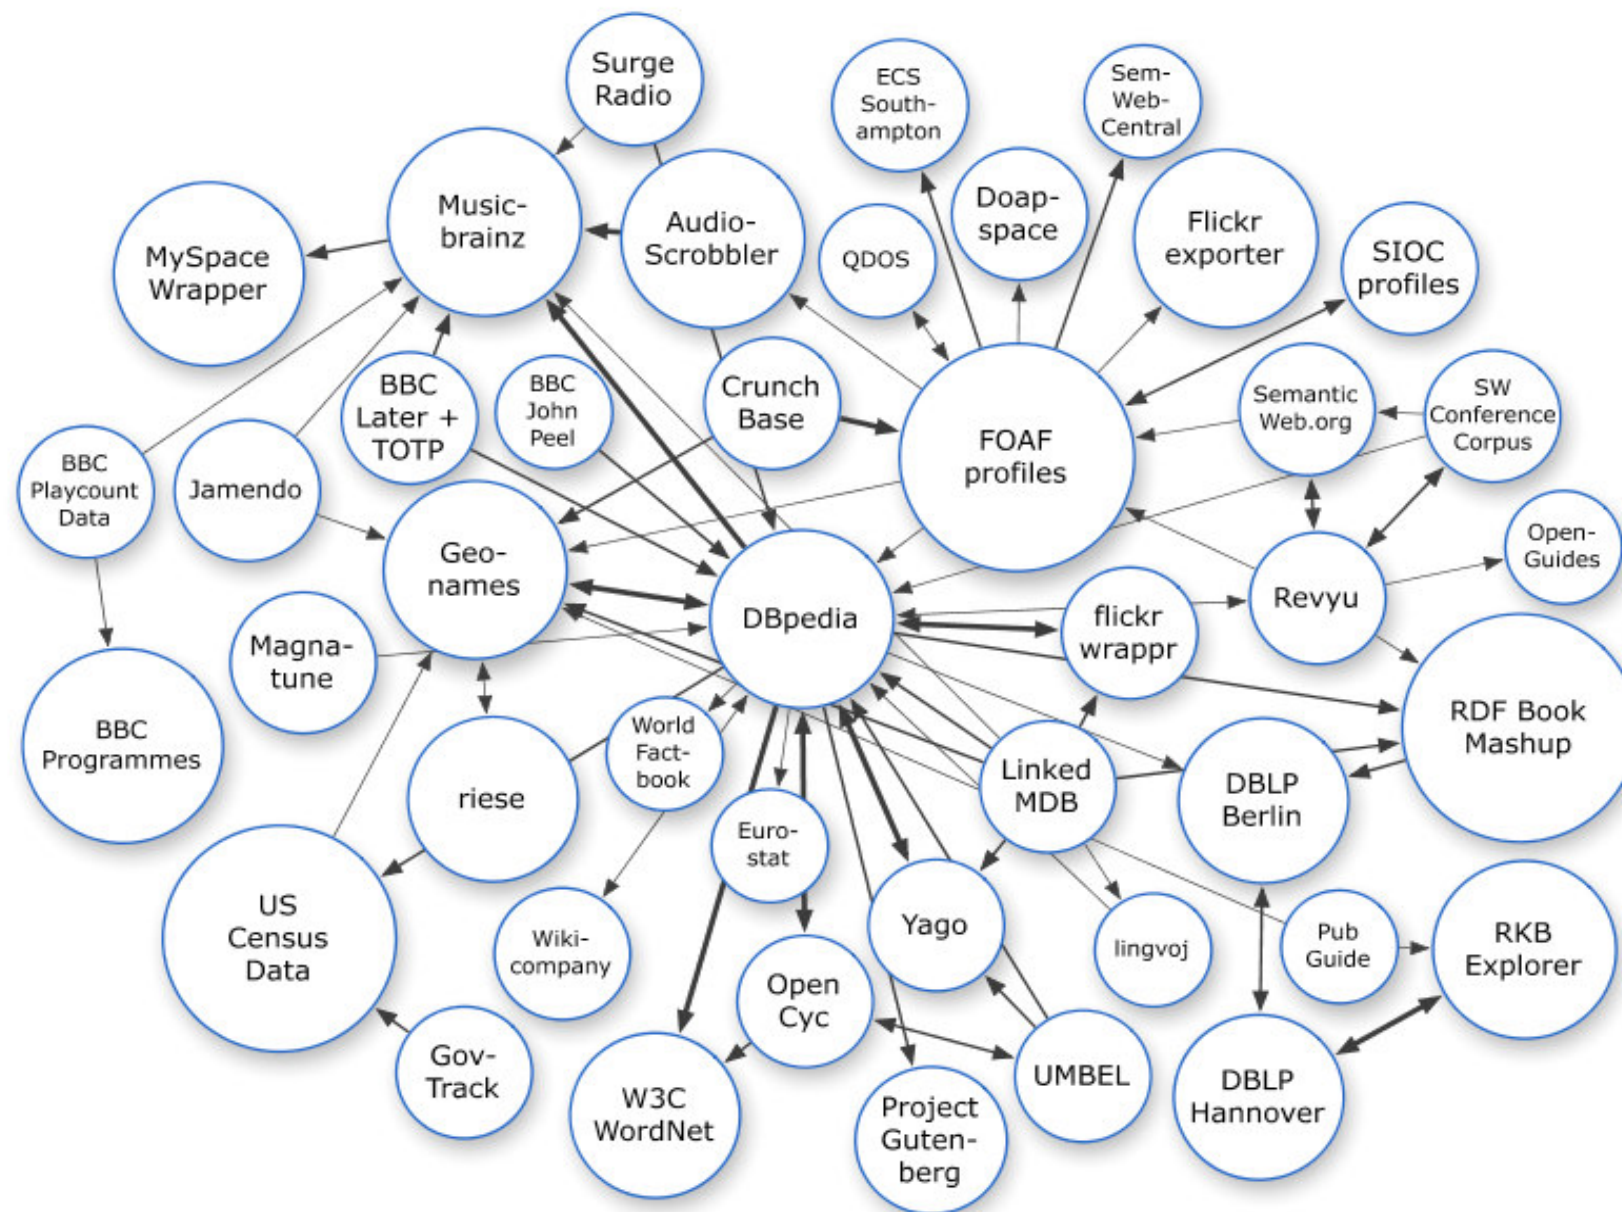 Surge
Radio
ECS
South-
ampton
Sem-
Web-
Central
Music-
brainz
Audio-
Scrobbler
Doap-
space
Flickr
exporter
MySpace
Wrapper
QDOS
SIOC
profiles
BBC
Later +
TOTP
BBC
John
Peel
Crunch
Base
FOAF
profiles
Semantic
Web.org
SW
Conference
Corpus
BBC
Playcount
Data
Jamendo
Geo-
names
DBpedia
flickr
wrappr
Revyu
Open-
Guides
Magna-
tune
BBC
Programmes
riese
World
Fact-
book
Linked
MDB
DBLP
Berlin
RDF Book
Mashup
Euro-
stat
US
Census
Data
Wiki-
company
Yago
lingvoj
Pub
Guide
RKB
Explorer
Open
Cyc
Gov-
Track
W3C
WordNet
Project
Guten-
berg
UMBEL
DBLP
Hannover